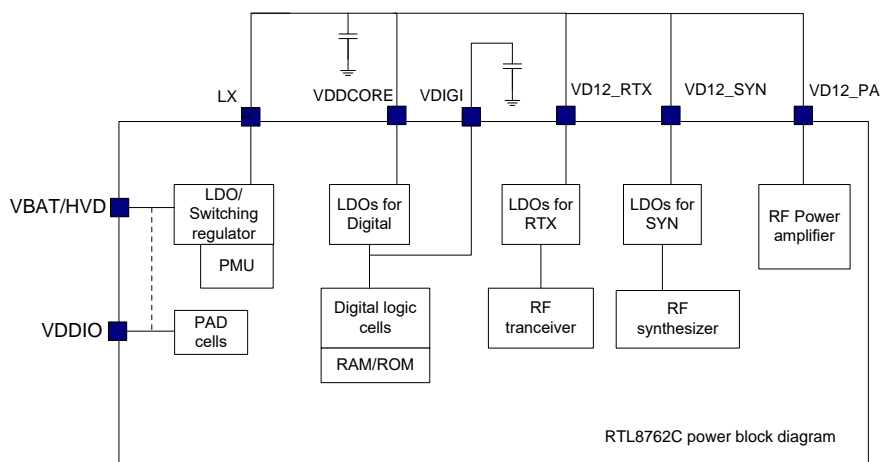 LX
VDDCORE
VDIGI
VD12_RTX
VD12_SYN
VD12_PA
VBAT/HVD
LDO/
Switching
regulator
PMU
LDOs for
Digital
LDOs for
RTX
LDOs for
SYN
RF Power
amplifier
VDDIO
PAD
cells
Digital logic
cells
RAM/ROM
RF
tranceiver
RF
synthesizer
RTL8762C power block diagram